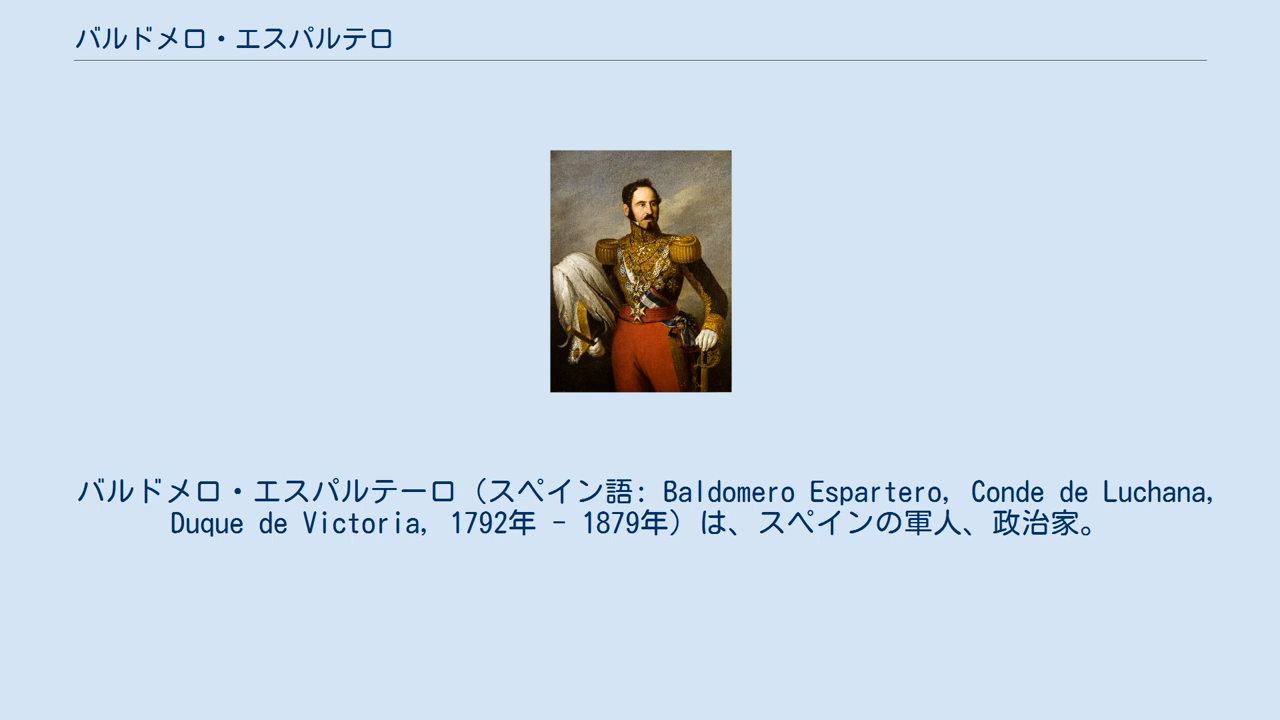 バルドメロ・エスパルテロ
バルドメロ・エスパルテーロ（スペイン語: Baldomero Espartero, Conde de Luchana,
Duque de Victoria, 1792年 - 1879年）は、スペインの軍人、政治家。